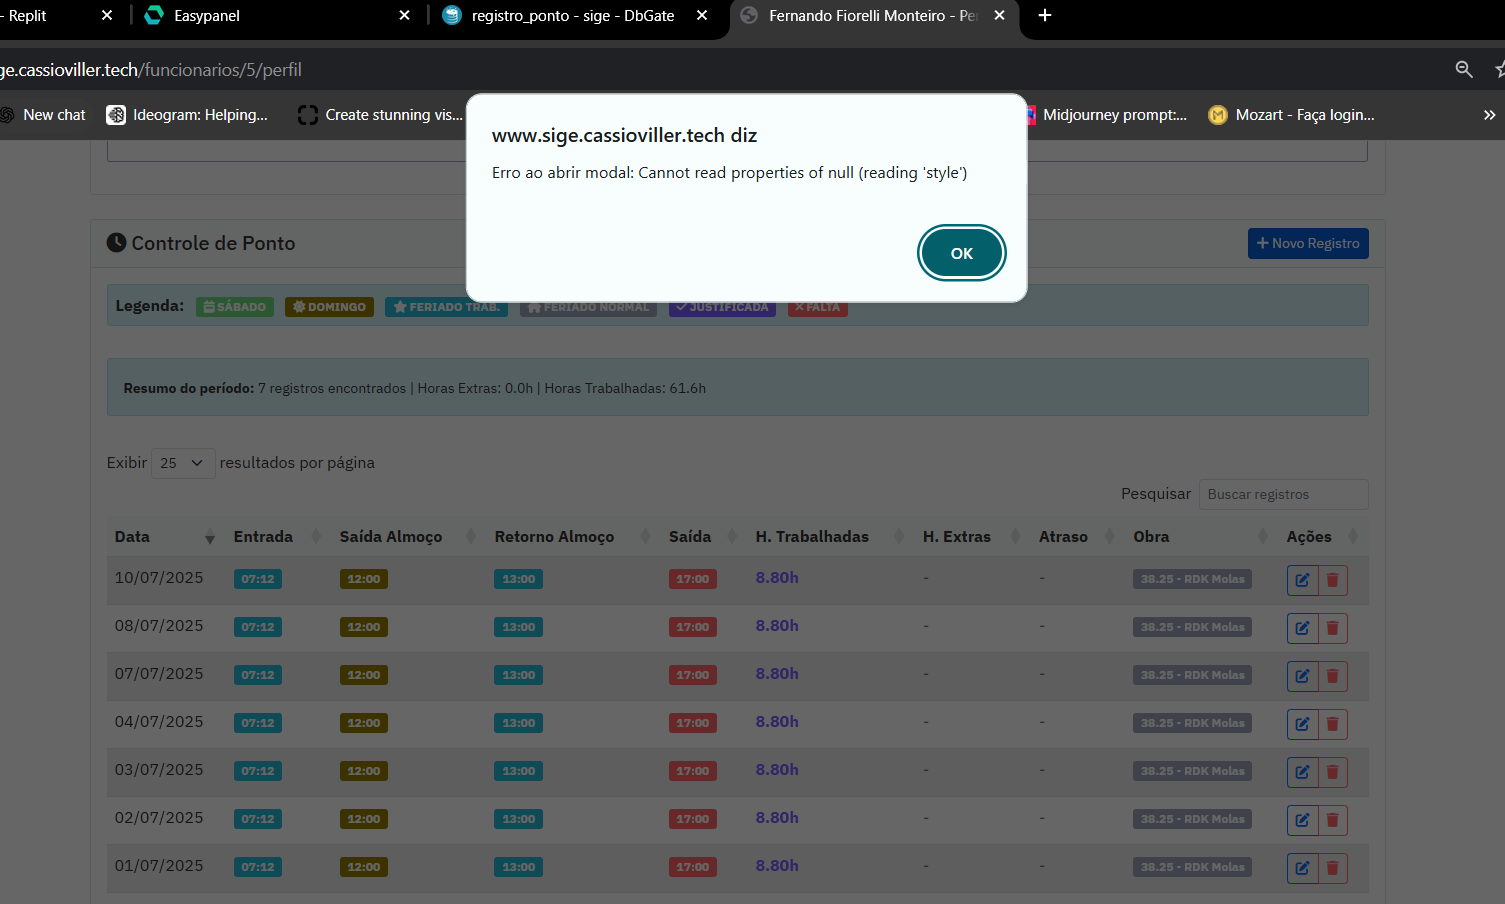 - Replit
Easypanel
registro_ponto - sige - DbGate
Fernando Fiorelli Monteiro - Pe
ge.cassioviller.tech/funcionarios/5/perfil
New chat
Ideogram: Helping...
Create stunning vis...
Midjourney prompt:...
Mozart - Faça login...
www.sige.cassioviller.tech diz
Erro ao abrir modal: Cannot read properties of null (reading 'style')
OK
Controle de Ponto
Novo Registro
Legenda: SÁBADO DOMINGO FERIADO TRAB. FERIADO NORMAL JUSTIFICADA FALTA
Resumo do período: 7 registros encontrados | Horas Extras: 0.0h | Horas Trabalhadas: 61.6h
Exibir 25 resultados por página
Pesquisar Buscar registros
Data Entrada Saída Almoço Retorno Almoço Saída H. Trabalhadas H. Extras Atraso Obra Ações
10/07/2025 07:12 12:00 13:00 17:00 8.80h - - 38.25 - RDK Molas
08/07/2025 07:12 12:00 13:00 17:00 8.80h - - 38.25 - RDK Molas
07/07/2025 07:12 12:00 13:00 17:00 8.80h - - 38.25 - RDK Molas
04/07/2025 07:12 12:00 13:00 17:00 8.80h - - 38.25 - RDK Molas
03/07/2025 07:12 12:00 13:00 17:00 8.80h - - 38.25 - RDK Molas
02/07/2025 07:12 12:00 13:00 17:00 8.80h - - 38.25 - RDK Molas
01/07/2025 07:12 12:00 13:00 17:00 8.80h - - 38.25 - RDK Molas